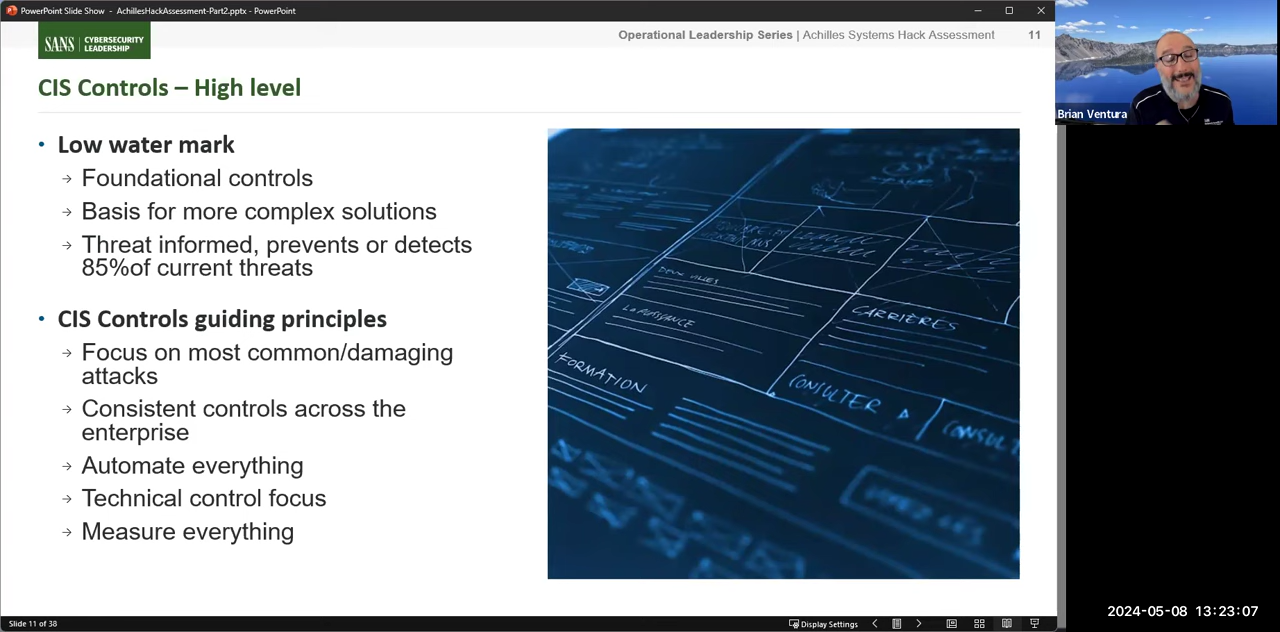 PowerPoint Slide Show - AchillesHackAssessment-Part2.pptx - PowerPoint
SANS | CYBERSECURITY
LEADERSHIP
Operational Leadership Series | Achilles Systems Hack Assessment 11
CIS Controls – High level
• Low water mark
→ Foundational controls
→ Basis for more complex solutions
→ Threat informed, prevents or detects
85%of current threats
• CIS Controls guiding principles
→ Focus on most common/damaging
attacks
→ Consistent controls across the
enterprise
→ Automate everything
→ Technical control focus
→ Measure everything
DEUX VILLES
LA PUISSANCE
CARRIÈRES
FORMATION
CONSULTER
Brian Ventura
2024-05-08 13:23:07
Slide 11 of 38
Display Settings